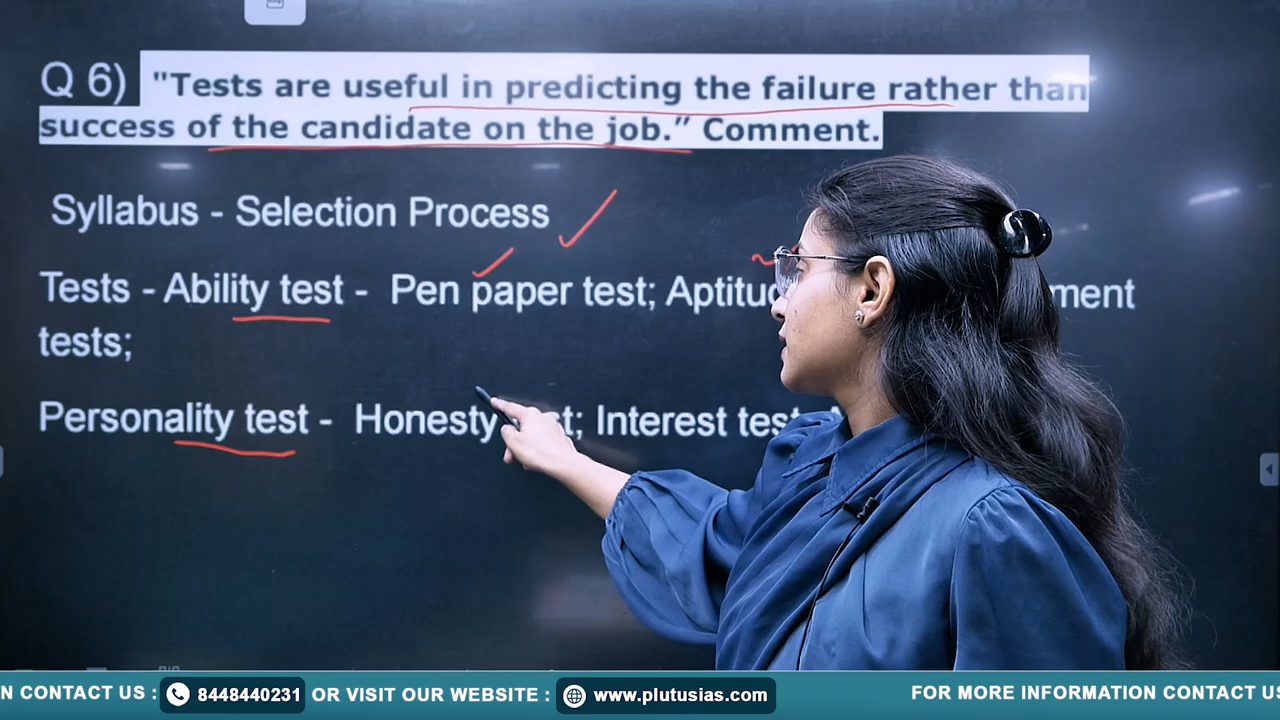 Q 6) "Tests are useful in predicting the failure rather than
success of the candidate on the job.” Comment.
Syllabus - Selection Process
Tests - Ability test - Pen paper test; ment
tests;
Personality test - Honesty Interest test
N CONTACT US : 8448440231 OR VISIT OUR WEBSITE : www.plutusias.com FOR MORE INFORMATION CONTACT US